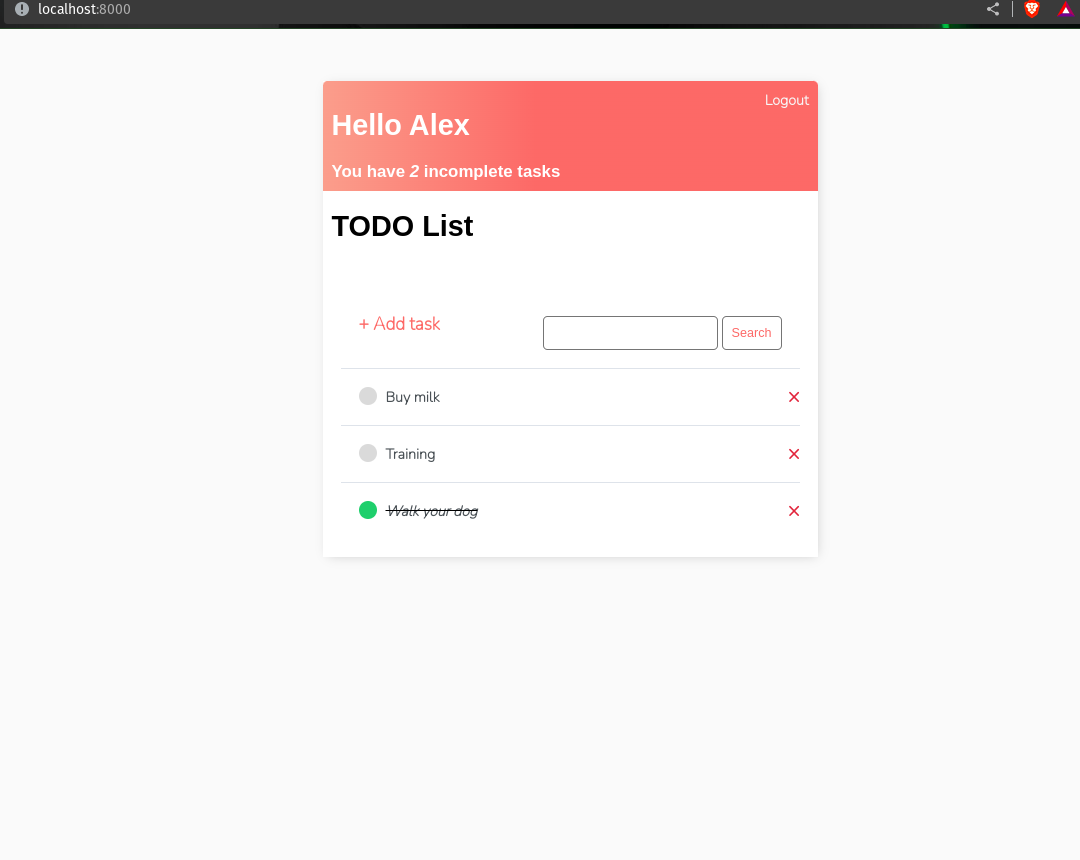 localhost:8000
Logout
Hello Alex
You have 2 incomplete tasks
TODO List
+ Add task
Search
Buy milk
Training
Walk your dog